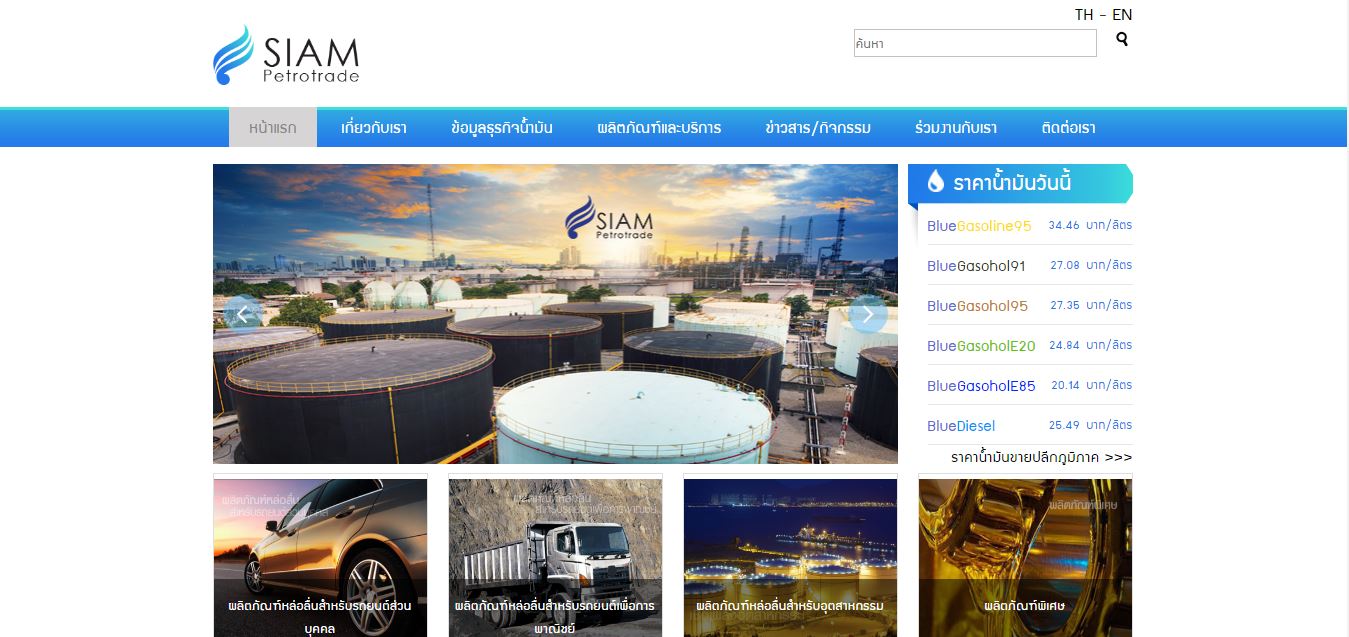 TH - EN
SIAM
Petrotrade
ค้นหา
หน้าแรก เกี่ยวกับเรา ข้อมูลธุรกิจน้ำมัน ผลิตภัณฑ์และบริการ ข่าวสาร/กิจกรรม ร่วมงานกับเรา ติดต่อเรา
SIAM
Petrotrade
ราคาน้ำมันวันนี้
BlueGasoline95 34.46 บาท/ลิตร
BlueGasohol91 27.08 บาท/ลิตร
BlueGasohol95 27.35 บาท/ลิตร
BlueGasoholE20 24.84 บาท/ลิตร
BlueGasoholE85 20.14 บาท/ลิตร
BlueDiesel 25.49 บาท/ลิตร
ราคาน้ำมันขายปลีกภูมิภาค >>>
ผลิตภัณฑ์หล่อลื่น
สำหรับรถยนต์ส่วนบุคคล
ผลิตภัณฑ์หล่อลื่นสำหรับรถยนต์ส่วน
บุคคล
ผลิตภัณฑ์หล่อลื่น
สำหรับรถยนต์เพื่อการพาณิชย์
ผลิตภัณฑ์หล่อลื่นสำหรับรถยนต์เพื่อการ
พาณิชย์
ผลิตภัณฑ์หล่อลื่นสำหรับอุตสาหกรรม
ผลิตภัณฑ์พิเศษ
ผลิตภัณฑ์พิเศษ